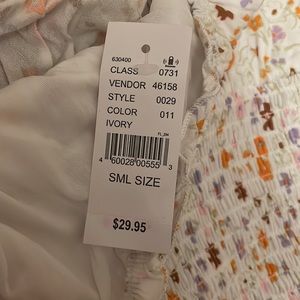 630400
CLASS 0731
VENDOR 46158
STYLE 0029
COLOR 011
IVORY
4 60028 00555 3
SML SIZE
$29.95